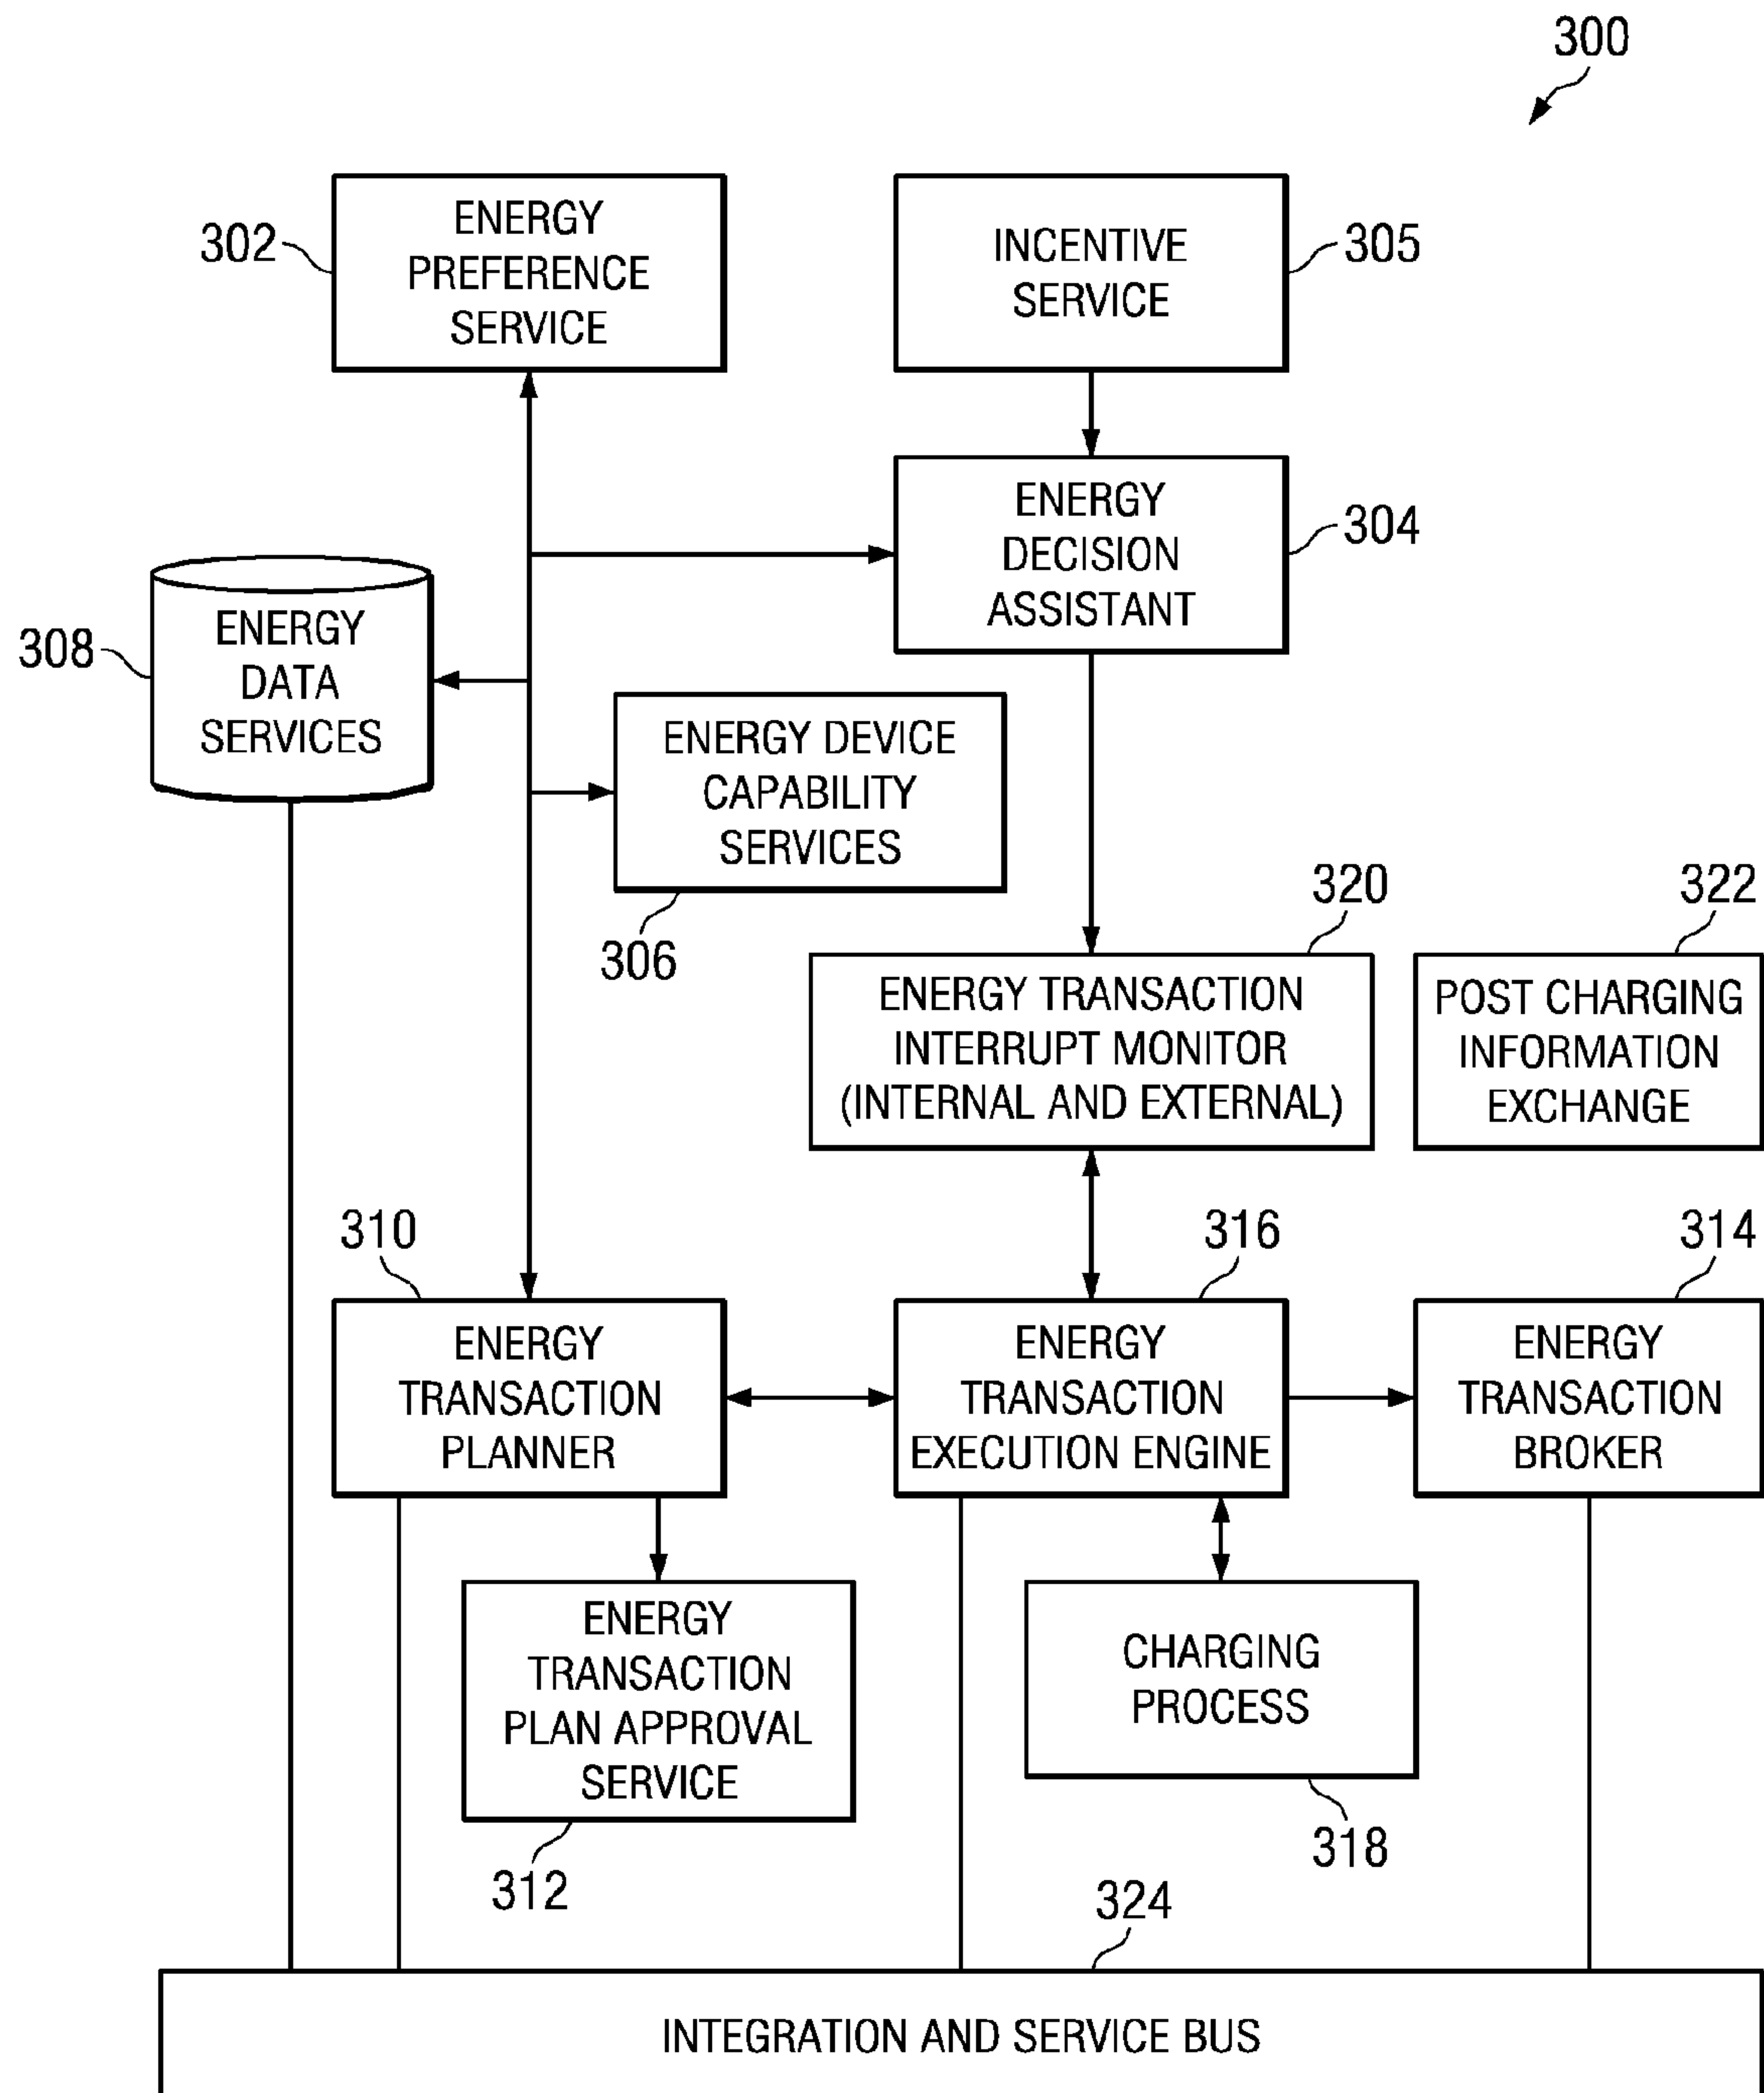 300
302
ENERGY
PREFERENCE
SERVICE
INCENTIVE
SERVICE
305
ENERGY
DECISION
ASSISTANT
304
308
ENERGY
DATA
SERVICES
ENERGY DEVICE
CAPABILITY
SERVICES
306
320
322
ENERGY TRANSACTION
INTERRUPT MONITOR
(INTERNAL AND EXTERNAL)
POST CHARGING
INFORMATION
EXCHANGE
310
316
314
ENERGY
TRANSACTION
PLANNER
ENERGY
TRANSACTION
EXECUTION ENGINE
ENERGY
TRANSACTION
BROKER
ENERGY
TRANSACTION
PLAN APPROVAL
SERVICE
312
CHARGING
PROCESS
318
324
INTEGRATION AND SERVICE BUS